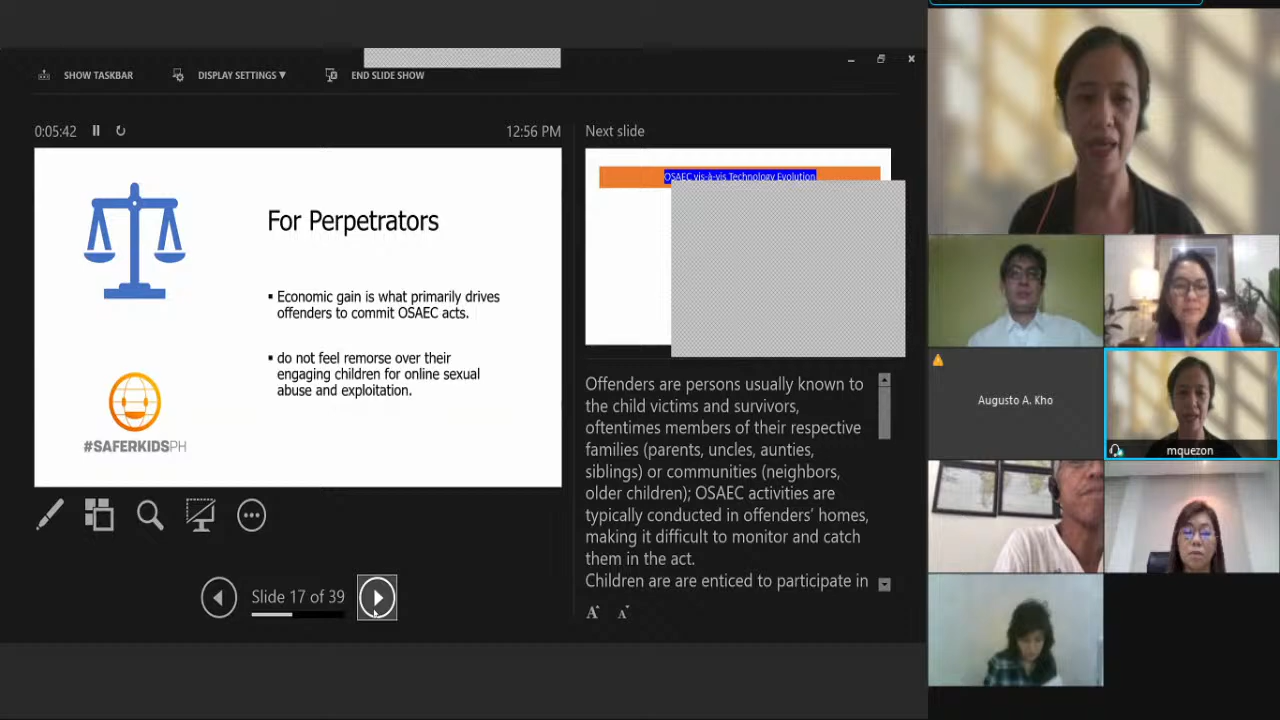 SHOW TASKBAR
DISPLAY SETTINGS ▼
END SLIDE SHOW
0:05:42
12:56 PM
For Perpetrators
▪ Economic gain is what primarily drives
offenders to commit OSAEC acts.
▪ do not feel remorse over their
engaging children for online sexual
abuse and exploitation.
#SAFERKIDSPH
Slide 17 of 39
Next slide
OSAEC vis-à-vis Technology Evolution
Offenders are persons usually known to
the child victims and survivors,
oftentimes members of their respective
families (parents, uncles, aunties,
siblings) or communities (neighbors,
older children); OSAEC activities are
typically conducted in offenders’ homes,
making it difficult to monitor and catch
them in the act.
Children are are enticed to participate in
A A
Augusto A. Kho
mquezon